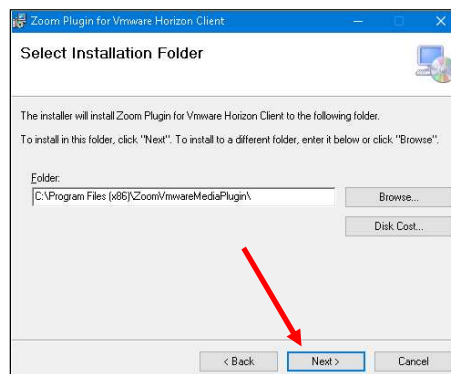 Zoom Plugin for Vmware Horizon Client
Select Installation Folder
The installer will install Zoom Plugin for Vmware Horizon Client to the following folder.
To install in this folder, click "Next". To install to a different folder, enter it below or click "Browse".
Folder:
C:\Program Files (x86)\ZoomVmwareMediaPlugin\
Browse...
Disk Cost...
< Back
Next >
Cancel